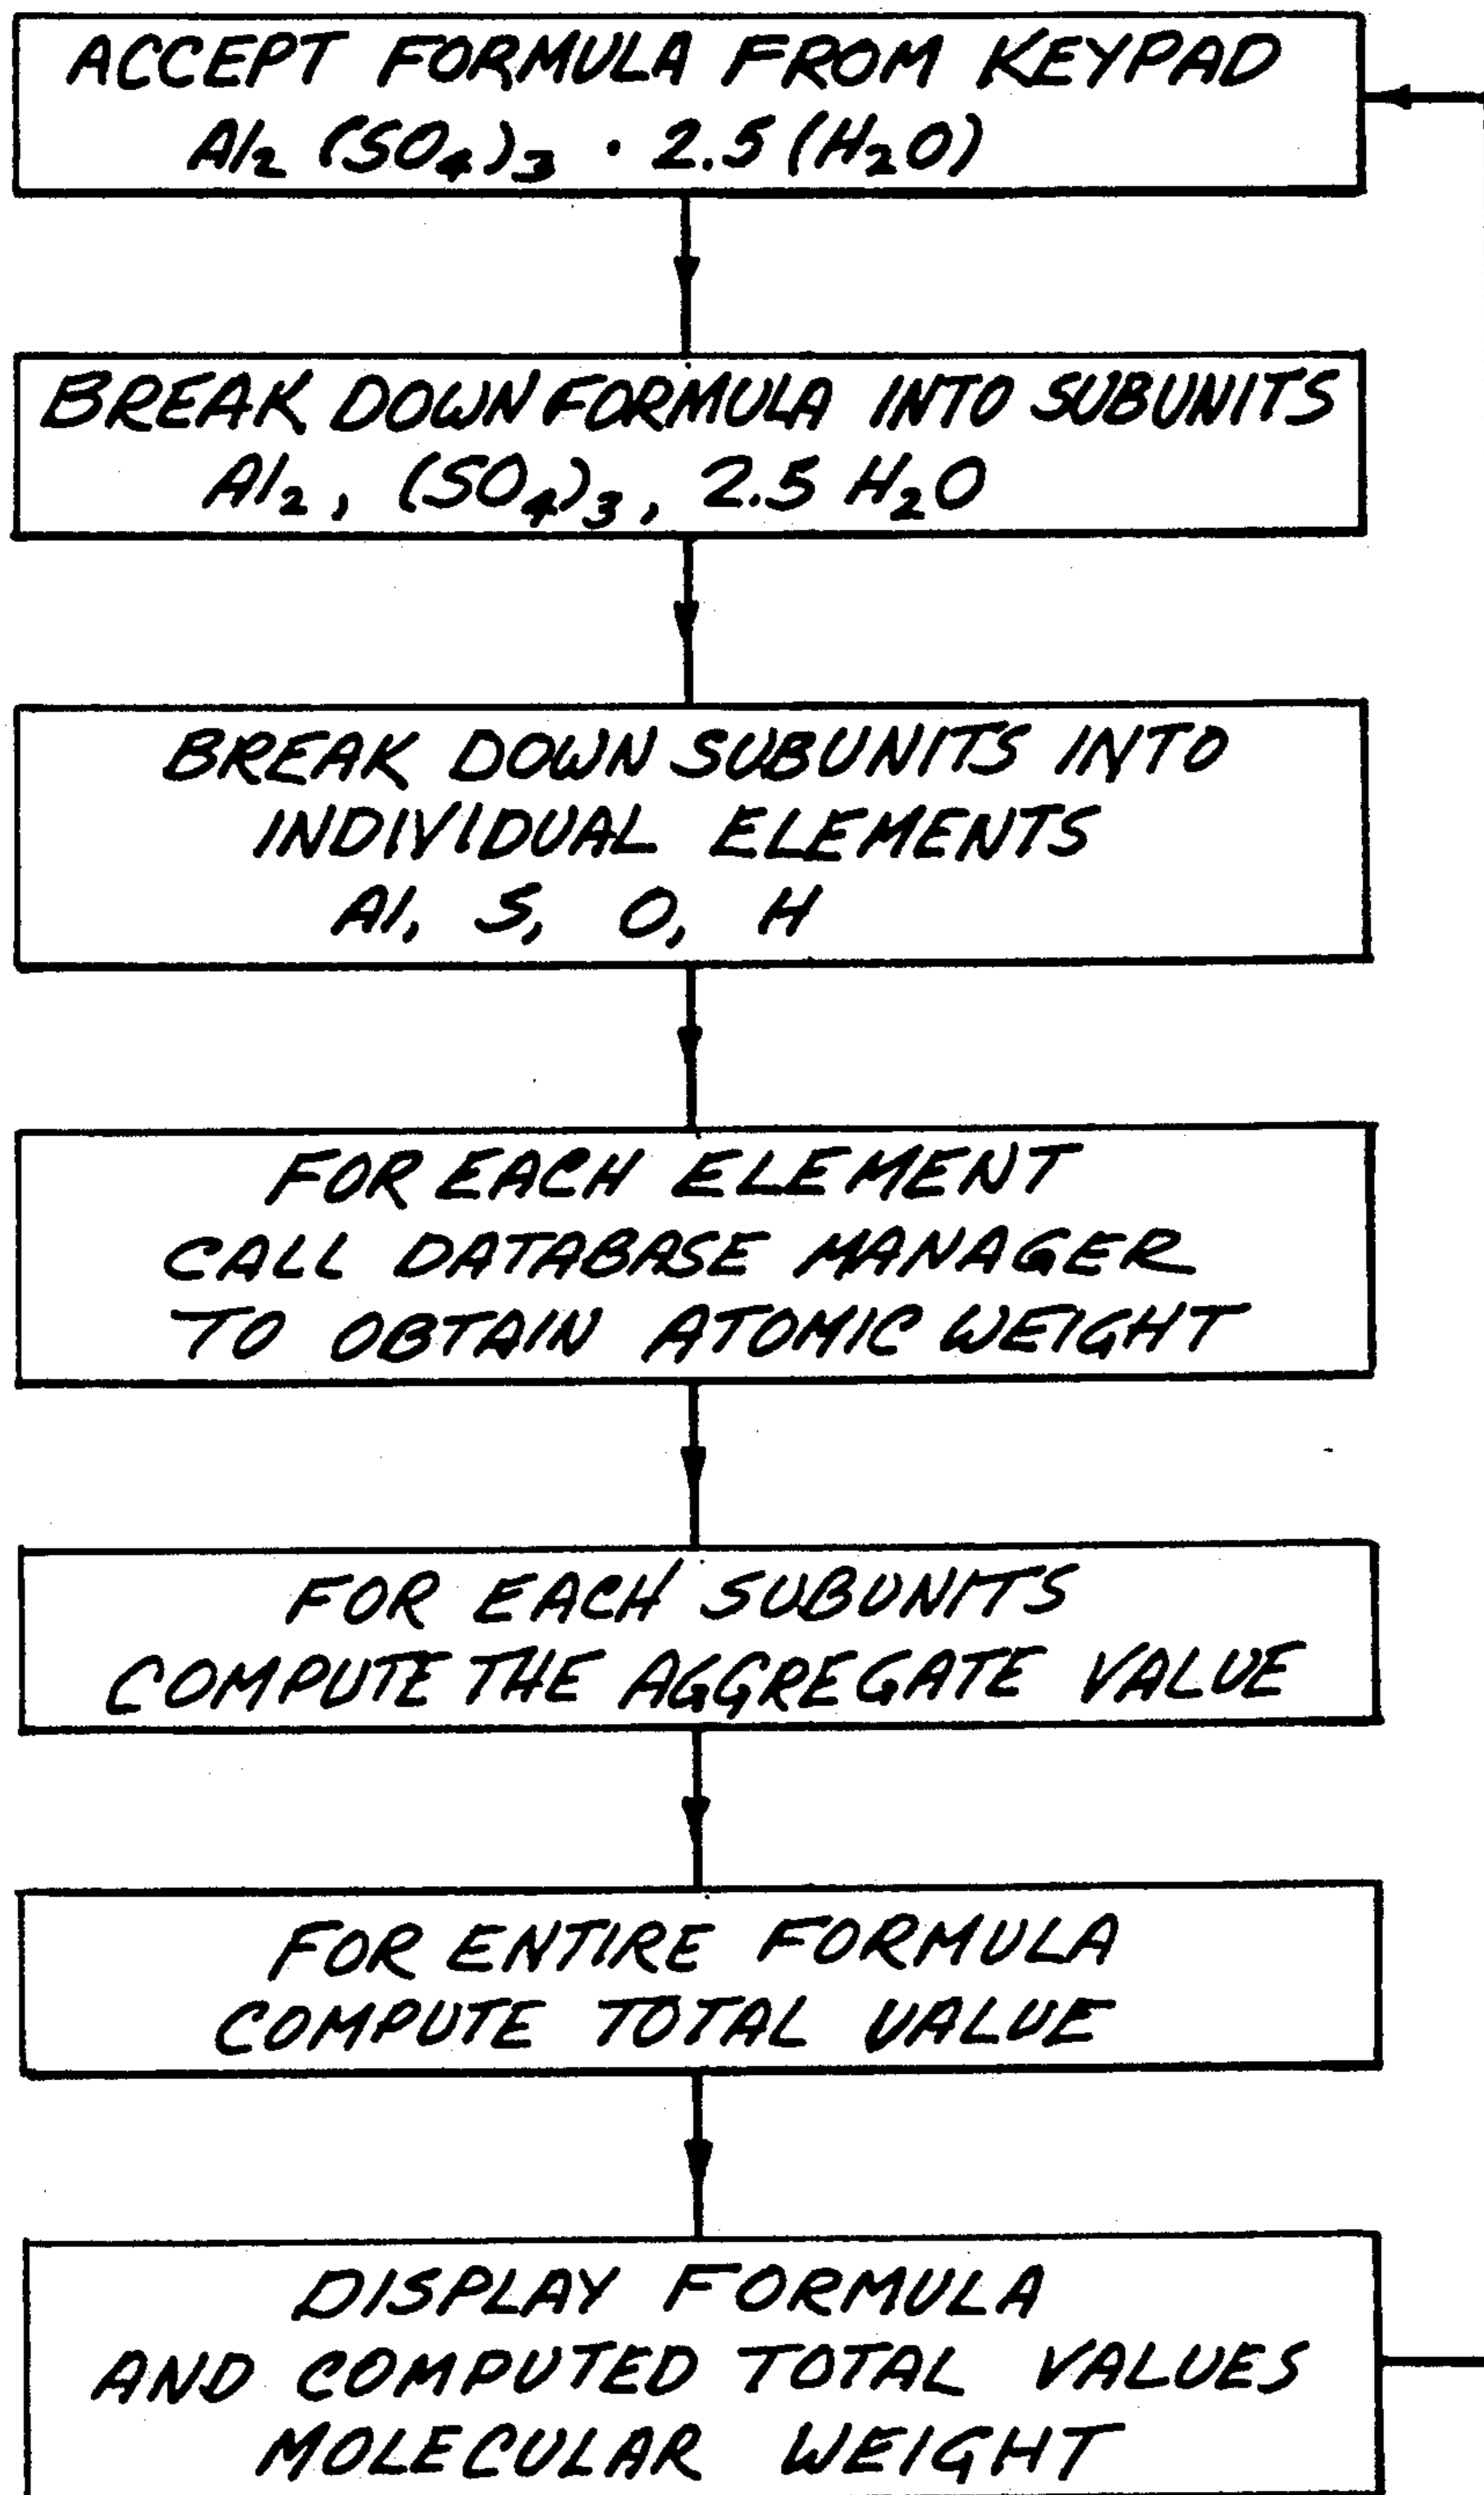 ACCEPT FORMULA FROM KEYPAD
Al₂ (SO₄)₃ · 2.5 (H₂O)
BREAK DOWN FORMULA INTO SUBUNITS
Al₂, (SO₄)₃, 2.5 H₂O
BREAK DOWN SUBUNITS INTO
INDIVIDUAL ELEMENTS
Al, S, O, H
FOR EACH ELEMENT
CALL DATABASE MANAGER
TO OBTAIN ATOMIC WEIGHT
FOR EACH SUBUNITS
COMPUTE THE AGGREGATE VALUE
FOR ENTIRE FORMULA
COMPUTE TOTAL VALUE
DISPLAY FORMULA
AND COMPUTED TOTAL VALUES
MOLECULAR WEIGHT